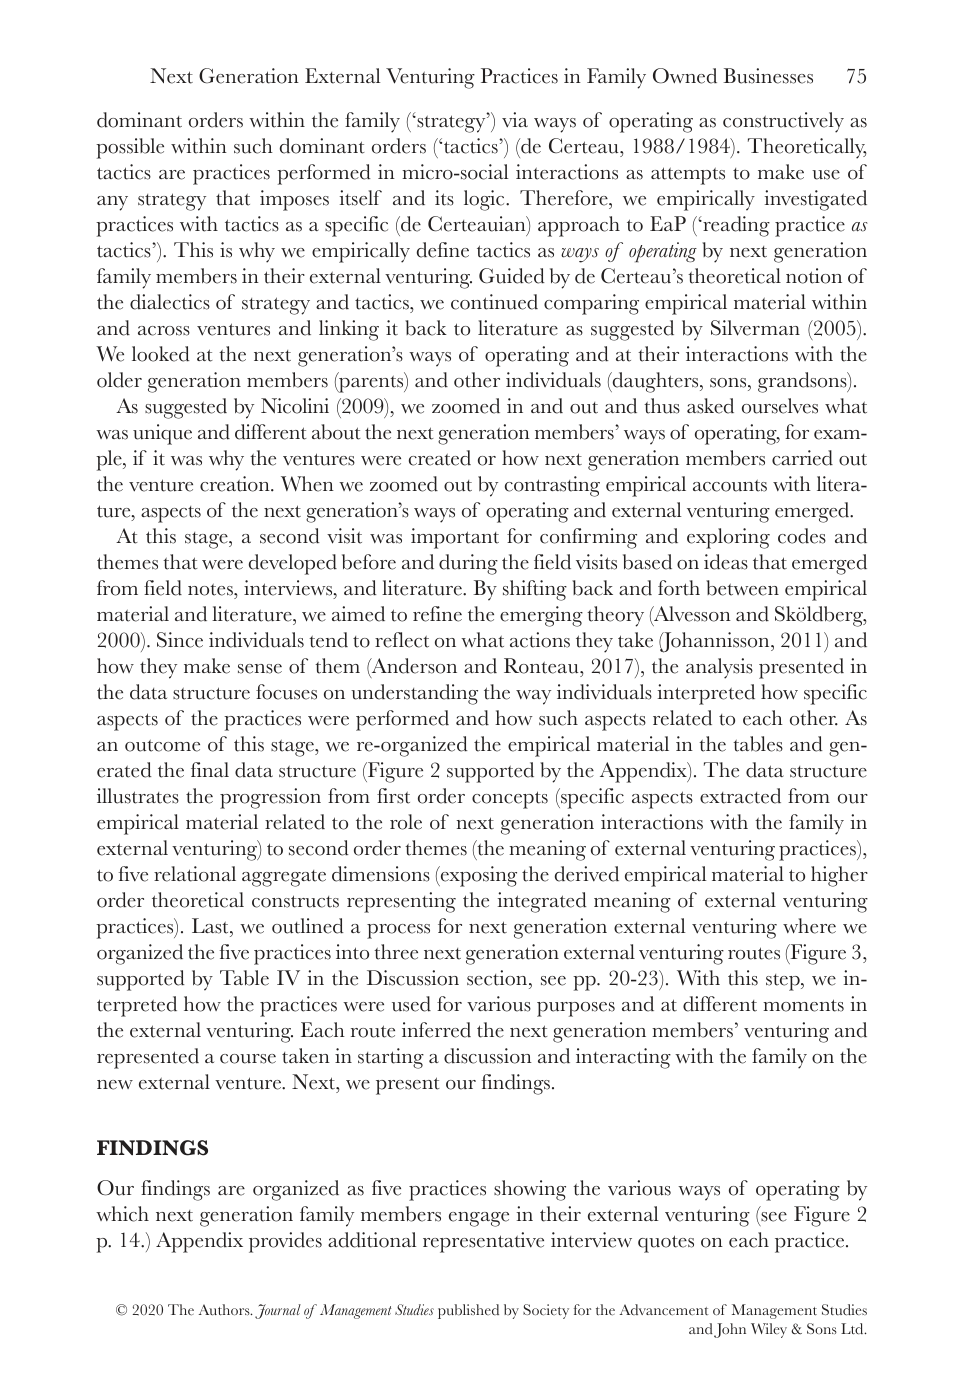 Next Generation External Venturing Practices in Family Owned Businesses 75
dominant orders within the family (‘strategy’) via ways of operating as constructively as
possible within such dominant orders (‘tactics’) (de Certeau, 1988/1984). Theoretically,
tactics are practices performed in micro-social interactions as attempts to make use of
any strategy that imposes itself and its logic. Therefore, we empirically investigated
practices with tactics as a specific (de Certeauian) approach to EaP (‘reading practice as
tactics’). This is why we empirically define tactics as ways of operating by next generation
family members in their external venturing. Guided by de Certeau’s theoretical notion of
the dialectics of strategy and tactics, we continued comparing empirical material within
and across ventures and linking it back to literature as suggested by Silverman (2005).
We looked at the next generation’s ways of operating and at their interactions with the
older generation members (parents) and other individuals (daughters, sons, grandsons).
As suggested by Nicolini (2009), we zoomed in and out and thus asked ourselves what
was unique and different about the next generation members’ ways of operating, for exam-
ple, if it was why the ventures were created or how next generation members carried out
the venture creation. When we zoomed out by contrasting empirical accounts with litera-
ture, aspects of the next generation’s ways of operating and external venturing emerged.
At this stage, a second visit was important for confirming and exploring codes and
themes that were developed before and during the field visits based on ideas that emerged
from field notes, interviews, and literature. By shifting back and forth between empirical
material and literature, we aimed to refine the emerging theory (Alvesson and Sköldberg,
2000). Since individuals tend to reflect on what actions they take (Johannisson, 2011) and
how they make sense of them (Anderson and Ronteau, 2017), the analysis presented in
the data structure focuses on understanding the way individuals interpreted how specific
aspects of the practices were performed and how such aspects related to each other. As
an outcome of this stage, we re-organized the empirical material in the tables and gen-
erated the final data structure (Figure 2 supported by the Appendix). The data structure
illustrates the progression from first order concepts (specific aspects extracted from our
empirical material related to the role of next generation interactions with the family in
external venturing) to second order themes (the meaning of external venturing practices),
to five relational aggregate dimensions (exposing the derived empirical material to higher
order theoretical constructs representing the integrated meaning of external venturing
practices). Last, we outlined a process for next generation external venturing where we
organized the five practices into three next generation external venturing routes (Figure 3,
supported by Table IV in the Discussion section, see pp. 20-23). With this step, we in-
terpreted how the practices were used for various purposes and at different moments in
the external venturing. Each route inferred the next generation members’ venturing and
represented a course taken in starting a discussion and interacting with the family on the
new external venture. Next, we present our findings.
FINDINGS
Our findings are organized as five practices showing the various ways of operating by
which next generation family members engage in their external venturing (see Figure 2
p. 14.) Appendix provides additional representative interview quotes on each practice.
© 2020 The Authors. Journal of Management Studies published by Society for the Advancement of Management Studies
and John Wiley & Sons Ltd.